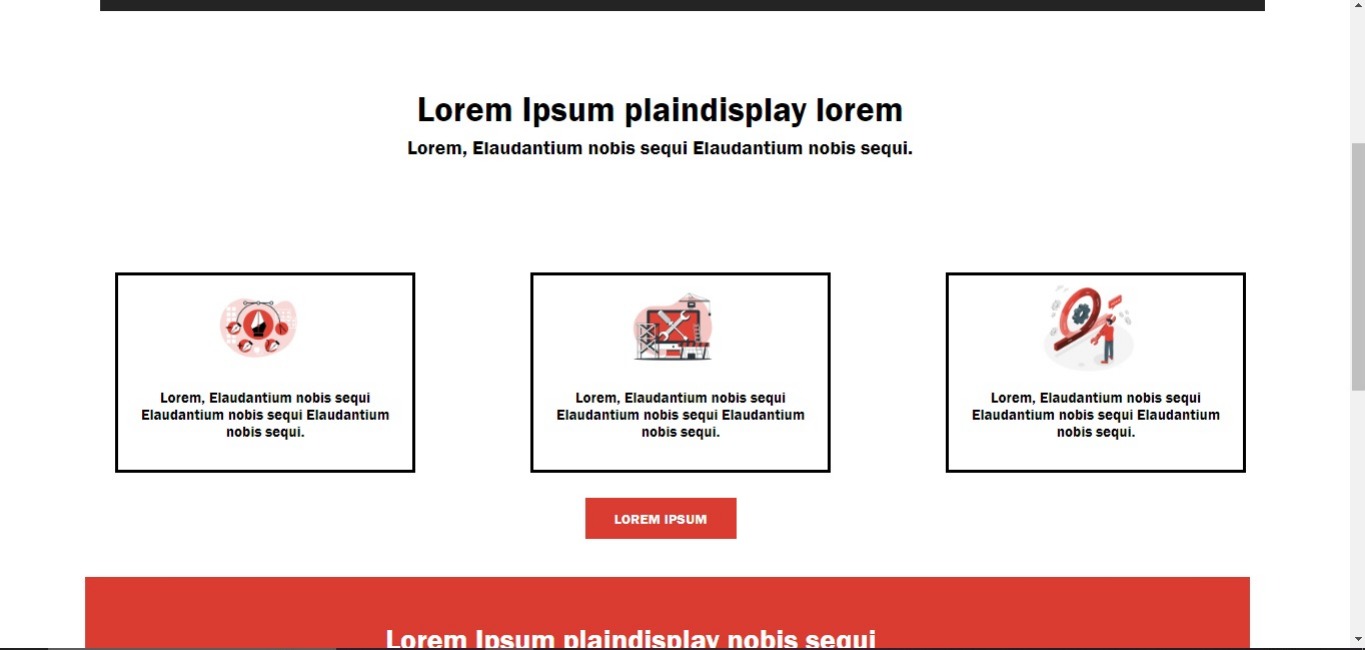 Lorem Ipsum plaindisplay lorem
Lorem, Elaudantium nobis sequi Elaudantium nobis sequi.
Lorem, Elaudantium nobis sequi
Elaudantium nobis sequi Elaudantium
nobis sequi.
Lorem, Elaudantium nobis sequi
Elaudantium nobis sequi Elaudantium
nobis sequi.
Lorem, Elaudantium nobis sequi
Elaudantium nobis sequi Elaudantium
nobis sequi.
LOREM IPSUM
Lorem Ipsum plaindisplay nobis sequi